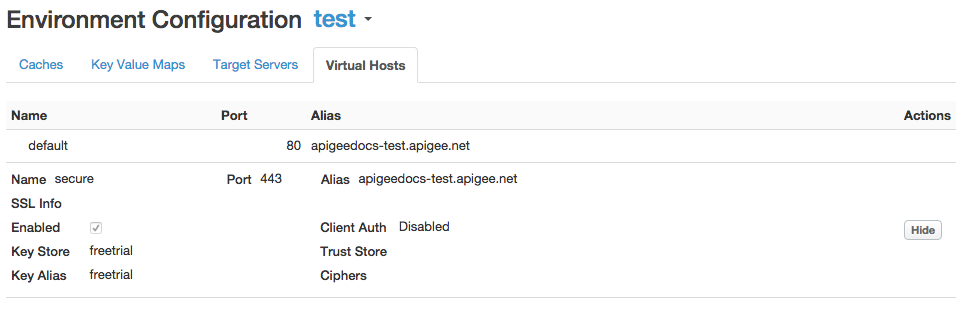 Environment Configuration test
Caches Key Value Maps Target Servers Virtual Hosts
Name Port Alias Actions
default 80 apigeedocs-test.apigee.net
Name secure Port 443 Alias apigeedocs-test.apigee.net
SSL Info
Enabled Client Auth Disabled Hide
Key Store freetrial Trust Store
Key Alias freetrial Ciphers